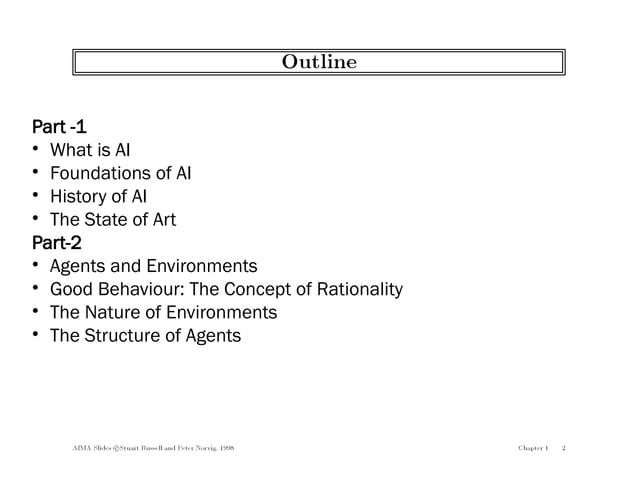 Outline
Part -1
• What is AI
• Foundations of AI
• History of AI
• The State of Art
Part-2
• Agents and Environments
• Good Behaviour: The Concept of Rationality
• The Nature of Environments
• The Structure of Agents
AIMA Slides ©Stuart Russell and Peter Norvig, 1998 Chapter 1 2